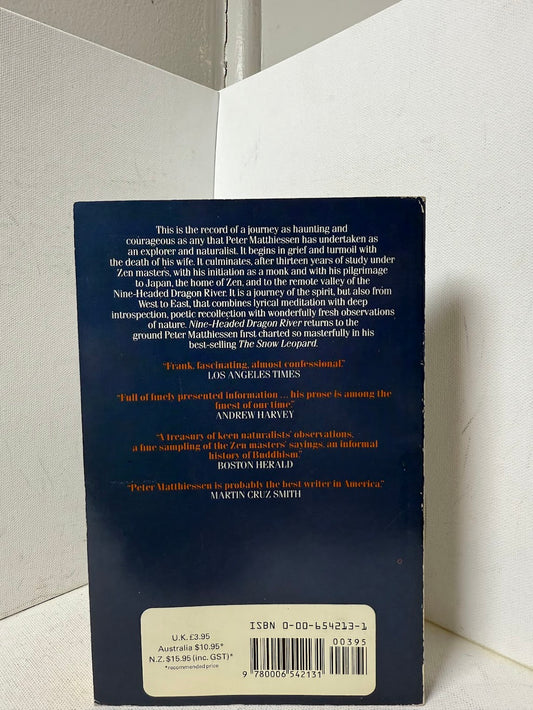 This is the record of a journey as haunting and
courageous as any that Peter Matthiessen has undertaken as
an explorer and naturalist. It begins in grief and turmoil with
the death of his wife. It culminates, after thirteen years of study under
Zen masters, with his initiation as a monk and with his pilgrimage
to Japan, the home of Zen, and to the remote valley of the
Nine-Headed Dragon River. It is a journey of the spirit, but also from
West to East, that combines lyrical meditation with deep
introspection, poetic recollection with wonderfully fresh observations
of nature. Nine-Headed Dragon River returns to the
ground Peter Matthiessen first charted so masterfully in his
best-selling The Snow Leopard.
"Frank, fascinating, almost confessional."
LOS ANGELES TIMES
"Full of finely presented information ... his prose is among the
finest of our time."
ANDREW HARVEY
"A treasury of keen naturalists' observations,
a fine sampling of the Zen masters' sayings, an informal
history of Buddhism."
BOSTON HERALD
"Peter Matthiessen is probably the best writer in America."
MARTIN CRUZ SMITH
U.K. £3.95
Australia $10.95*
N.Z. $15.95 (inc. GST)*
*recommended price
ISBN 0-00-654213-1
00395
9 780006 542131